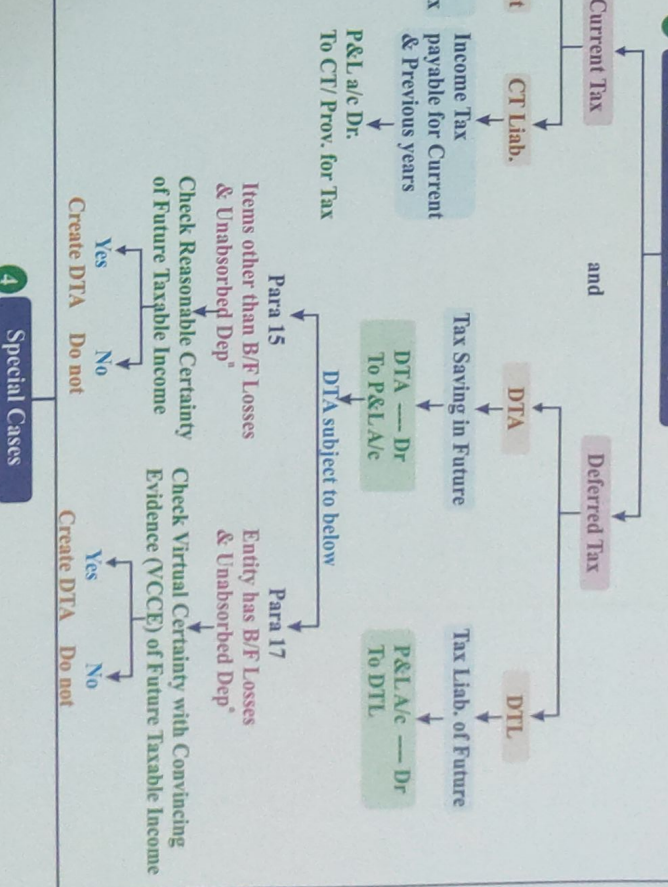 Current Tax
and
Deferred Tax
t
CT Liab.
DTA
DTL
x
Income Tax
payable for Current
& Previous years
Tax Saving in Future
Tax Liab. of Future
P&L a/c Dr.
To CT/ Prov. for Tax
DTA — Dr
To P&L A/c
P&L A/c — Dr
To DTL
DTA subject to below
Para 15
Items other than B/F Losses
& Unabsorbed Depⁿ
Check Reasonable Certainty
of Future Taxable Income
Yes
No
Create DTA
Do not
Para 17
Entity has B/F Losses
& Unabsorbed Depⁿ
Check Virtual Certainty with Convincing
Evidence (VCCE) of Future Taxable Income
Yes
No
Create DTA
Do not
4
Special Cases